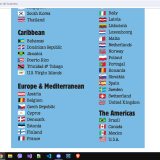 South Korea
Thailand
Caribbean
Bahamas
Dominican Republic
Jamaica
Puerto Rico
Trinidad & Tobago
U.S. Virgin Islands
Europe & Mediterranean
Austria
Belgium
Czech Republic
Cyprus
Denmark
Estonia
Finland
France
Italy
Latvia
Lithuania
Luxembourg
Malta
Netherlands
Norway
Poland
Portugal
Romania
Slovakia
Spain
Sweden
Switzerland
United Kingdom
The Americas
Brazil
Canada
Mexico
U.S.A.